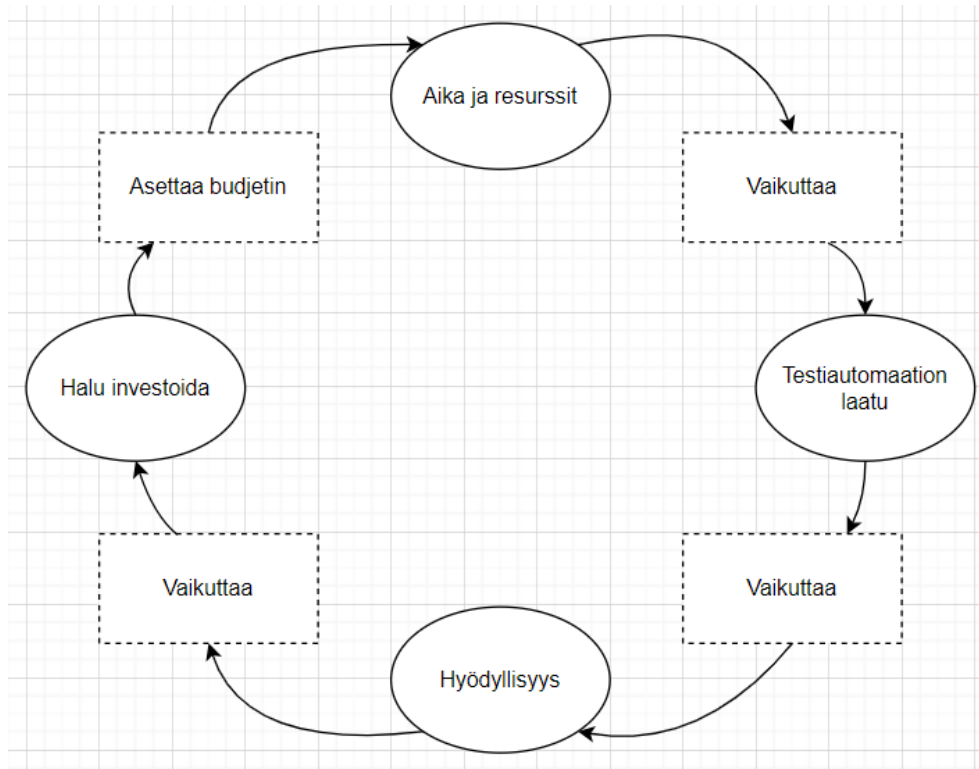 Aika ja resurssit
Asettaa budjetin
Vaikuttaa
Halu investoida
Testiautomaation
laatu
Vaikuttaa
Vaikuttaa
Hyödyllisyys